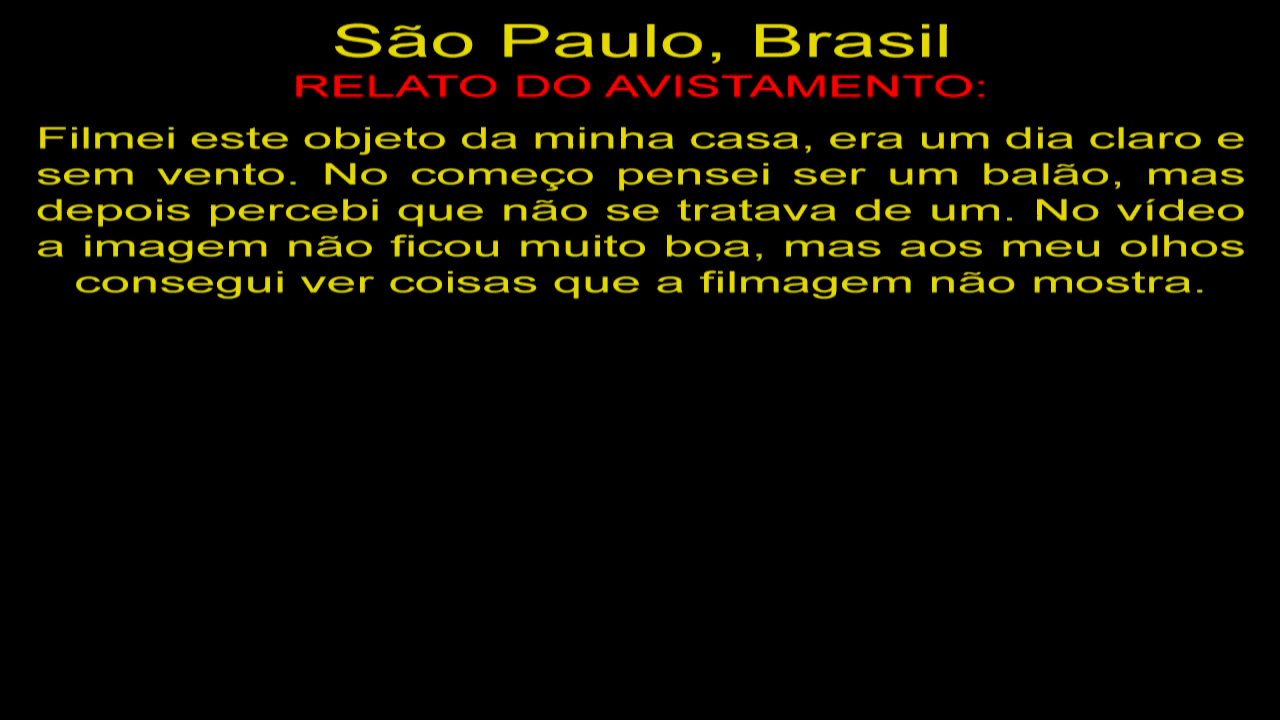 São Paulo, Brasil
RELATO DO AVISTAMENTO:
Filmei este objeto da minha casa, era um dia claro e
sem vento. No começo pensei ser um balão, mas
depois percebi que não se tratava de um. No vídeo
a imagem não ficou muito boa, mas aos meu olhos
consegui ver coisas que a filmagem não mostra.